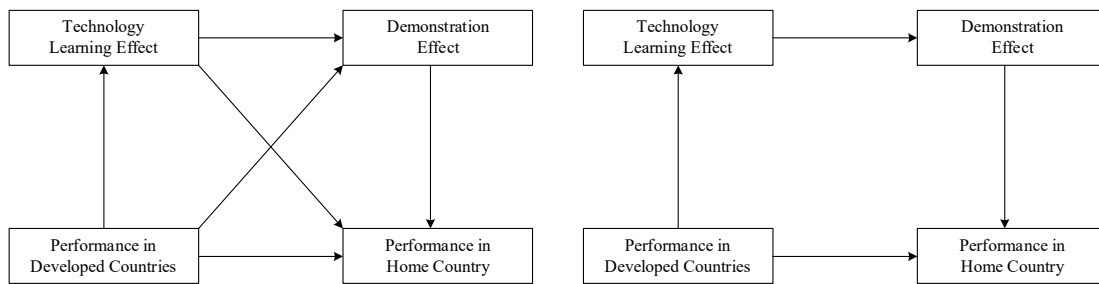 Technology
Learning Effect
Demonstration
Effect
Performance in
Developed Countries
Performance in
Home Country
Technology
Learning Effect
Demonstration
Effect
Performance in
Developed Countries
Performance in
Home Country